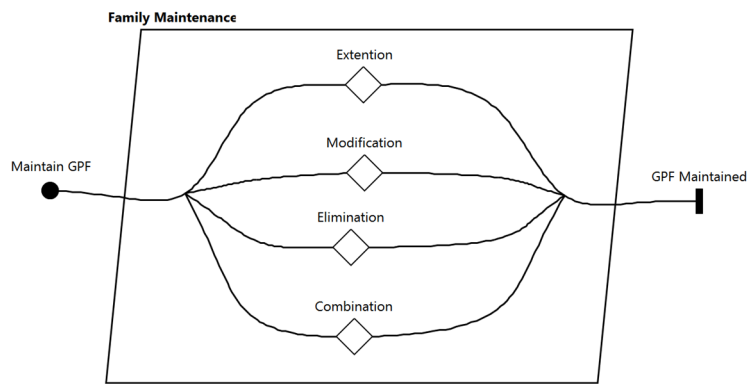 Family Maintenance
Extention
Modification
Maintain GPF
GPF Maintained
Elimination
Combination